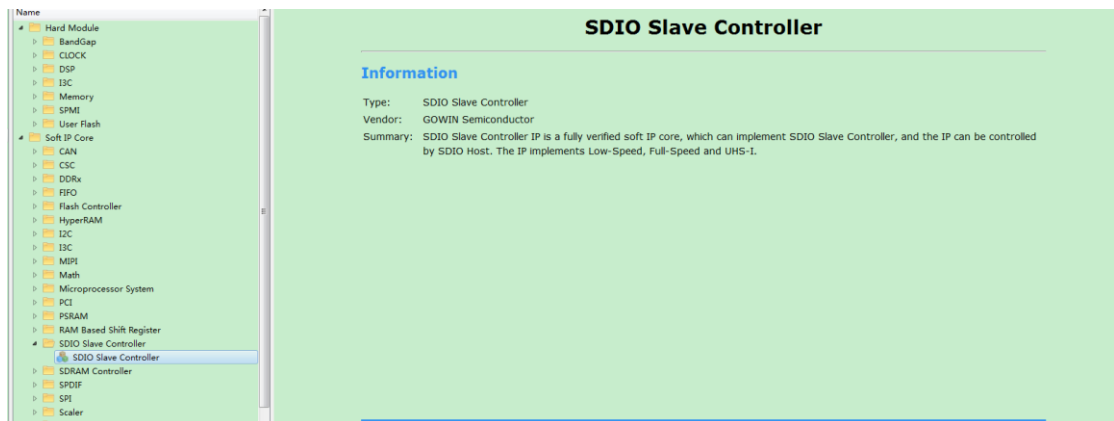 Name
Hard Module
BandGap
CLOCK
DSP
I3C
Memory
SPMI
User Flash
Soft IP Core
CAN
CSC
DDRx
FIFO
Flash Controller
HyperRAM
I2C
I3C
MIPI
Math
Microprocessor System
PCI
PSRAM
RAM Based Shift Register
SDIO Slave Controller
SDIO Slave Controller
SDRAM Controller
SPDIF
SPI
Scaler
SDIO Slave Controller
Information
Type: SDIO Slave Controller
Vendor: GOWIN Semiconductor
Summary: SDIO Slave Controller IP is a fully verified soft IP core, which can implement SDIO Slave Controller, and the IP can be controlled
by SDIO Host. The IP implements Low-Speed, Full-Speed and UHS-I.